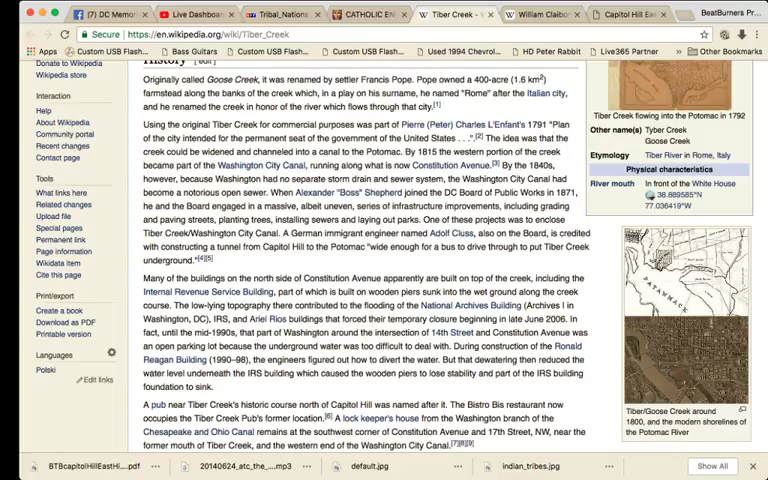 [7] DC Memori
Live Dashboar
Tribal_Nations
CATHOLIC EN
Tiber Creek -
William Claibo
Capitol Hill Ea
BeatBurners Pr...
Secure https://en.wikipedia.org/wiki/Tiber_Creek
Apps Custom USB Flash... Bass Guitars Custom USB Flash... Custom USB Flash... Used 1994 Chevrol... HD Peter Rabbit Live365 Partner » Other Bookmarks
Donate to Wikipedia
Wikipedia store
Interaction
Help
About Wikipedia
Community portal
Recent changes
Contact page
Tools
What links here
Related changes
Upload file
Special pages
Permanent link
Page information
Wikidata item
Cite this page
Print/export
Create a book
Download as PDF
Printable version
Languages
Polski
Edit links
History [edit]
Originally called Goose Creek, it was renamed by settler Francis Pope. Pope owned a 400-acre (1.6 km2)
farmstead along the banks of the creek which, in a play on his surname, he named "Rome" after the Italian city,
and he renamed the creek in honor of the river which flows through that city.[1]
Using the original Tiber Creek for commercial purposes was part of Pierre (Peter) Charles L'Enfant's 1791 "Plan
of the city intended for the permanent seat of the government of the United States . . .".[2] The idea was that the
creek could be widened and channeled into a canal to the Potomac. By 1815 the western portion of the creek
became part of the Washington City Canal, running along what is now Constitution Avenue.[3] By the 1840s,
however, because Washington had no separate storm drain and sewer system, the Washington City Canal had
become a notorious open sewer. When Alexander "Boss" Shepherd joined the DC Board of Public Works in 1871,
he and the Board engaged in a massive, albeit uneven, series of infrastructure improvements, including grading
and paving streets, planting trees, installing sewers and laying out parks. One of these projects was to enclose
Tiber Creek/Washington City Canal. A German immigrant engineer named Adolf Cluss, also on the Board, is credited
with constructing a tunnel from Capitol Hill to the Potomac "wide enough for a bus to drive through to put Tiber Creek
underground."[4][5]
Many of the buildings on the north side of Constitution Avenue apparently are built on top of the creek, including the
Internal Revenue Service Building, part of which is built on wooden piers sunk into the wet ground along the creek
course. The low-lying topography there contributed to the flooding of the National Archives Building (Archives I in
Washington, DC), IRS, and Ariel Rios buildings that forced their temporary closure beginning in late June 2006. In
fact, until the mid-1990s, that part of Washington around the intersection of 14th Street and Constitution Avenue was
an open parking lot because the underground water was too difficult to deal with. During construction of the Ronald
Reagan Building (1990–98), the engineers figured out how to divert the water. But that dewatering then reduced the
water level underneath the IRS building which caused the wooden piers to lose stability and part of the IRS building
foundation to sink.
A pub near Tiber Creek's historic course north of Capitol Hill was named after it. The Bistro Bis restaurant now
occupies the Tiber Creek Pub's former location.[6] A lock keeper's house from the Washington branch of the
Chesapeake and Ohio Canal remains at the southwest corner of Constitution Avenue and 17th Street, NW, near the
former mouth of Tiber Creek, and the western end of the Washington City Canal.[7][8][9]
Tiber Creek flowing into the Potomac in 1792
Other name(s) Tyber Creek
Goose Creek
Etymology Tiber River in Rome, Italy
Physical characteristics
River mouth In front of the White House
38.889585°N
77.036419°W
PATAWMACK
Tiber/Goose Creek around
1800, and the modern shorelines
of the Potomac River
BTBcapitolHillEastHi....pdf
20140624_atc_the_....mp3
default.jpg
indian_tribes.jpg
Show All